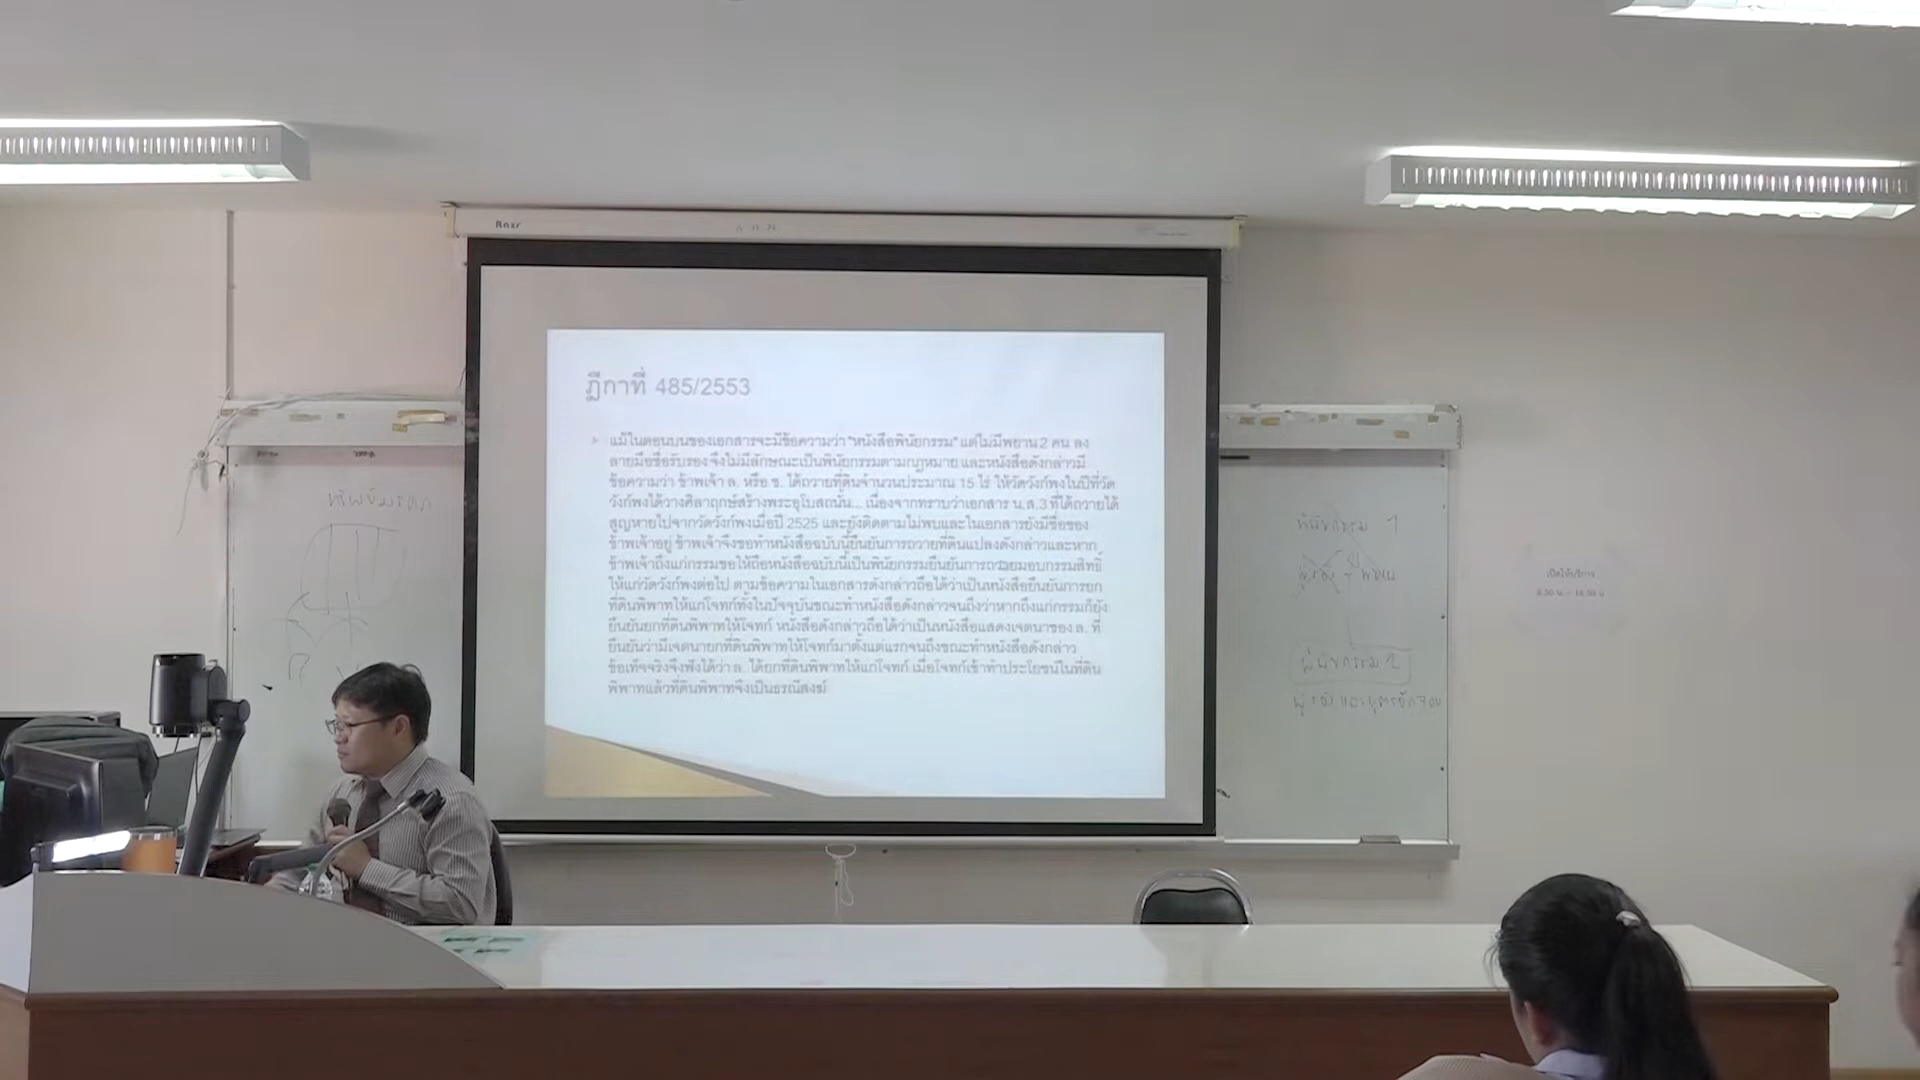 ฎีกาที่ 485/2553
แม้ในตอนบนของเอกสารจะมีข้อความว่า "หนังสือพินัยกรรม" แต่ไม่มีพยาน 2 คน ลง
ลายมือชื่อรับรอง จึงไม่มีลักษณะเป็นพินัยกรรมตามกฎหมาย และหนังสือดังกล่าวมี
ข้อความว่า ข้าพเจ้า ล. หรือ ช. ได้ถวายที่ดินจำนวนประมาณ 15 ไร่ ให้วัดวังก์พงในปีที่วัด
วังก์พงได้วางศิลาฤกษ์สร้างพระอุโบสถนั้น... เนื่องจากทราบว่าเอกสาร น.ส.3 ที่ได้ถวายได้
สูญหายไปจากวัดวังก์พงเมื่อปี 2525 และยังติดตามไม่พบและในเอกสารยังมีชื่อของ
ข้าพเจ้าอยู่ ข้าพเจ้าจึงขอทำหนังสือฉบับนี้ยืนยันการถวายที่ดินแปลงดังกล่าวและหาก
ข้าพเจ้าถึงแก่กรรมขอให้ถือหนังสือฉบับนี้เป็นพินัยกรรมยืนยันการถวายมอบกรรมสิทธิ์
ให้แก่วัดวังก์พงต่อไป ตามข้อความในเอกสารดังกล่าวถือได้ว่าเป็นหนังสือยืนยันการยก
ที่ดินพิพาทให้แก่โจทก์ทั้งในปัจจุบันขณะทำหนังสือดังกล่าวจนถึงว่าหากถึงแก่กรรมก็ยัง
ยืนยันยกที่ดินพิพาทให้โจทก์ หนังสือดังกล่าวถือได้ว่าเป็นหนังสือแสดงเจตนาของ ล. ที่
ยืนยันว่ามีเจตนายกที่ดินพิพาทให้โจทก์มาตั้งแต่แรกจนถึงขณะทำหนังสือดังกล่าว
ข้อเท็จจริงจึงฟังได้ว่า ล. ได้ยกที่ดินพิพาทให้แก่โจทก์ เมื่อโจทก์เข้าทำประโยชน์ในที่ดิน
พิพาทแล้วที่ดินพิพาทจึงเป็นธรณีสงฆ์
พินัยกรรม 1
เปิดให้บริการ
8.30 น. - 16.30 น.